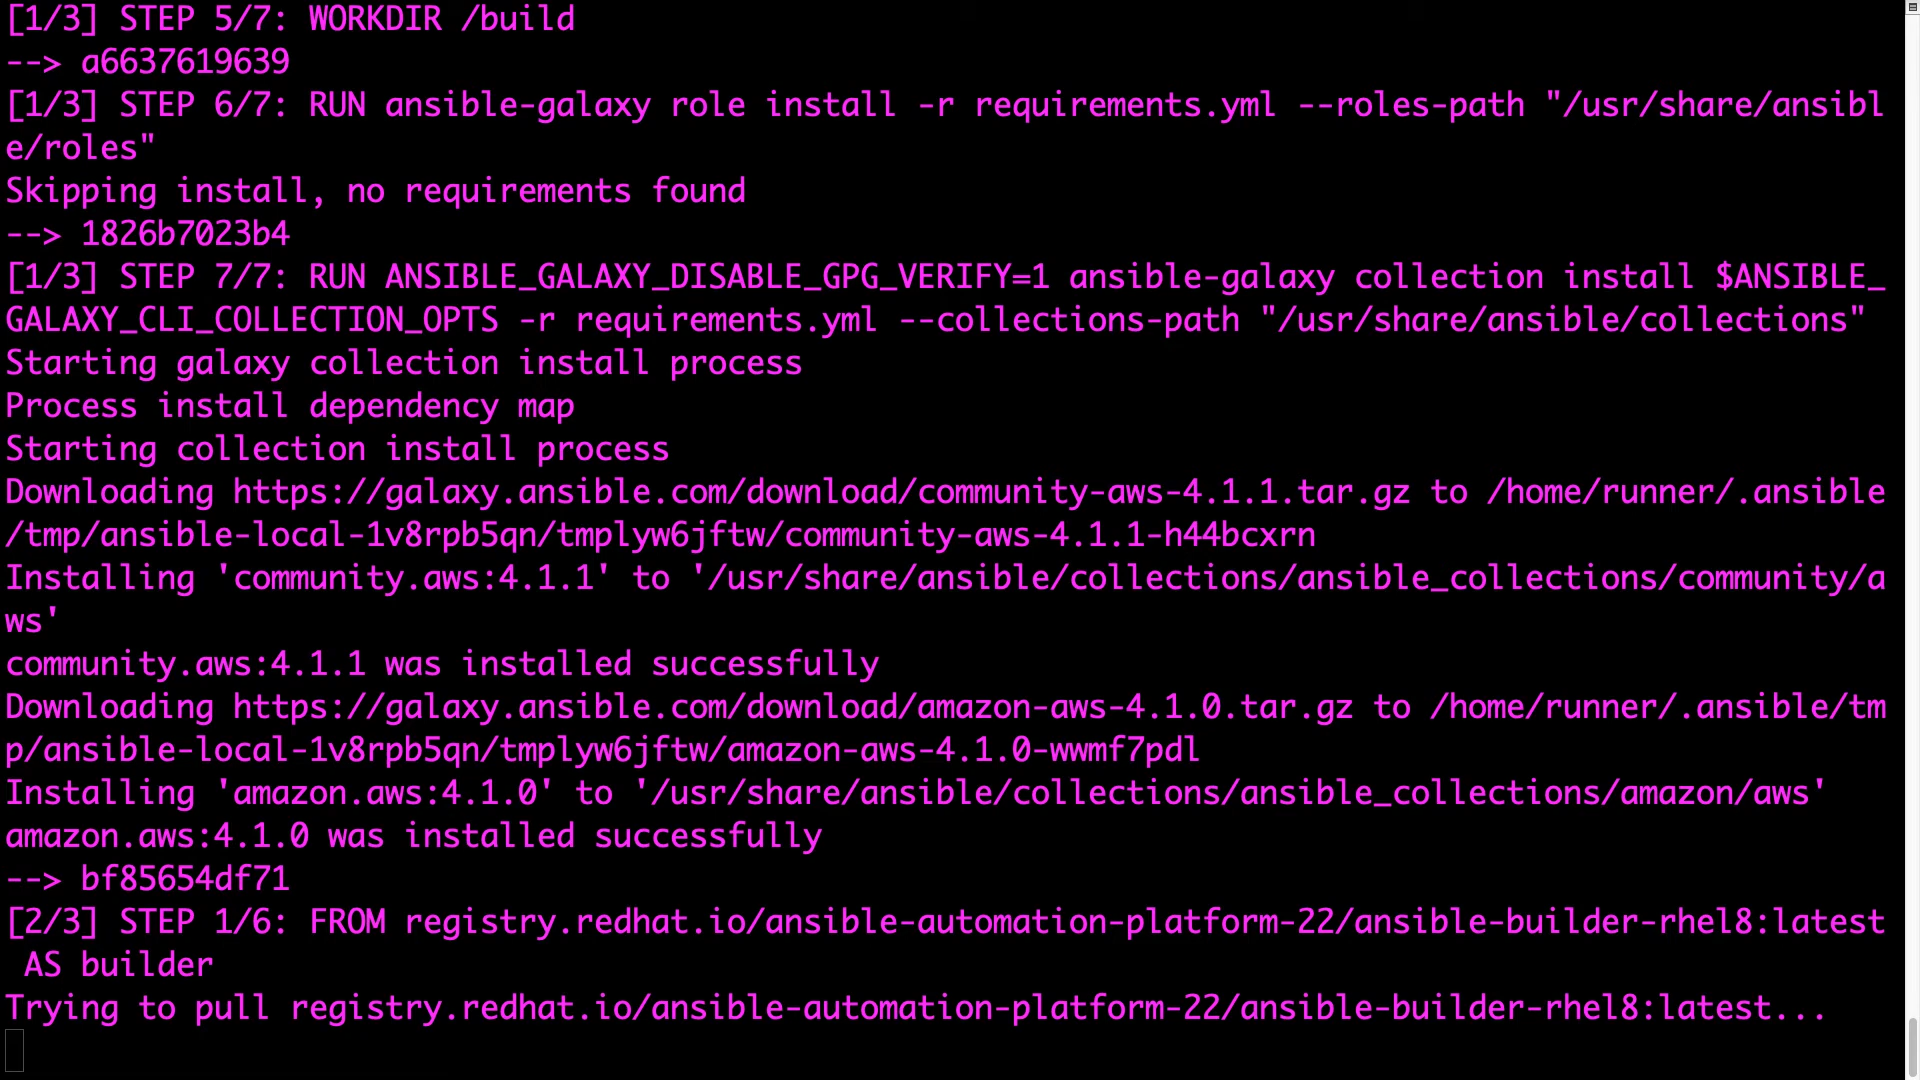 [1/3] STEP 5/7: WORKDIR /build
--> a6637619639
[1/3] STEP 6/7: RUN ansible-galaxy role install -r requirements.yml --roles-path "/usr/share/ansibl
e/roles"
Skipping install, no requirements found
--> 1826b7023b4
[1/3] STEP 7/7: RUN ANSIBLE_GALAXY_DISABLE_GPG_VERIFY=1 ansible-galaxy collection install $ANSIBLE_
GALAXY_CLI_COLLECTION_OPTS -r requirements.yml --collections-path "/usr/share/ansible/collections"
Starting galaxy collection install process
Process install dependency map
Starting collection install process
Downloading https://galaxy.ansible.com/download/community-aws-4.1.1.tar.gz to /home/runner/.ansible
/tmp/ansible-local-1v8rpb5qn/tmplyw6jftw/community-aws-4.1.1-h44bcxrn
Installing 'community.aws:4.1.1' to '/usr/share/ansible/collections/ansible_collections/community/a
ws'
community.aws:4.1.1 was installed successfully
Downloading https://galaxy.ansible.com/download/amazon-aws-4.1.0.tar.gz to /home/runner/.ansible/tm
p/ansible-local-1v8rpb5qn/tmplyw6jftw/amazon-aws-4.1.0-wwmf7pdl
Installing 'amazon.aws:4.1.0' to '/usr/share/ansible/collections/ansible_collections/amazon/aws'
amazon.aws:4.1.0 was installed successfully
--> bf85654df71
[2/3] STEP 1/6: FROM registry.redhat.io/ansible-automation-platform-22/ansible-builder-rhel8:latest
 AS builder
Trying to pull registry.redhat.io/ansible-automation-platform-22/ansible-builder-rhel8:latest...